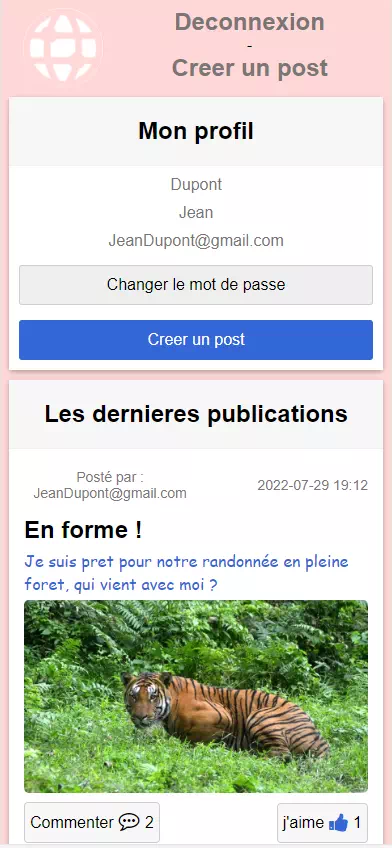 Deconnexion
-
Creer un post
Mon profil
Dupont
Jean
JeanDupont@gmail.com
Changer le mot de passe
Creer un post
Les dernieres publications
Posté par :
JeanDupont@gmail.com
2022-07-29 19:12
En forme !
Je suis pret pour notre randonnée en pleine
foret, qui vient avec moi ?
Commenter 2
j'aime 1